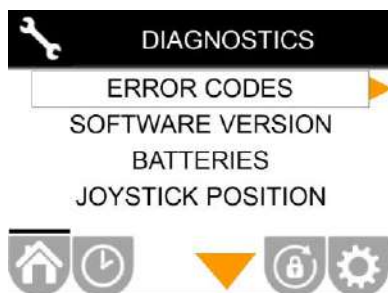 DIAGNOSTICS
ERROR CODES
SOFTWARE VERSION
BATTERIES
JOYSTICK POSITION